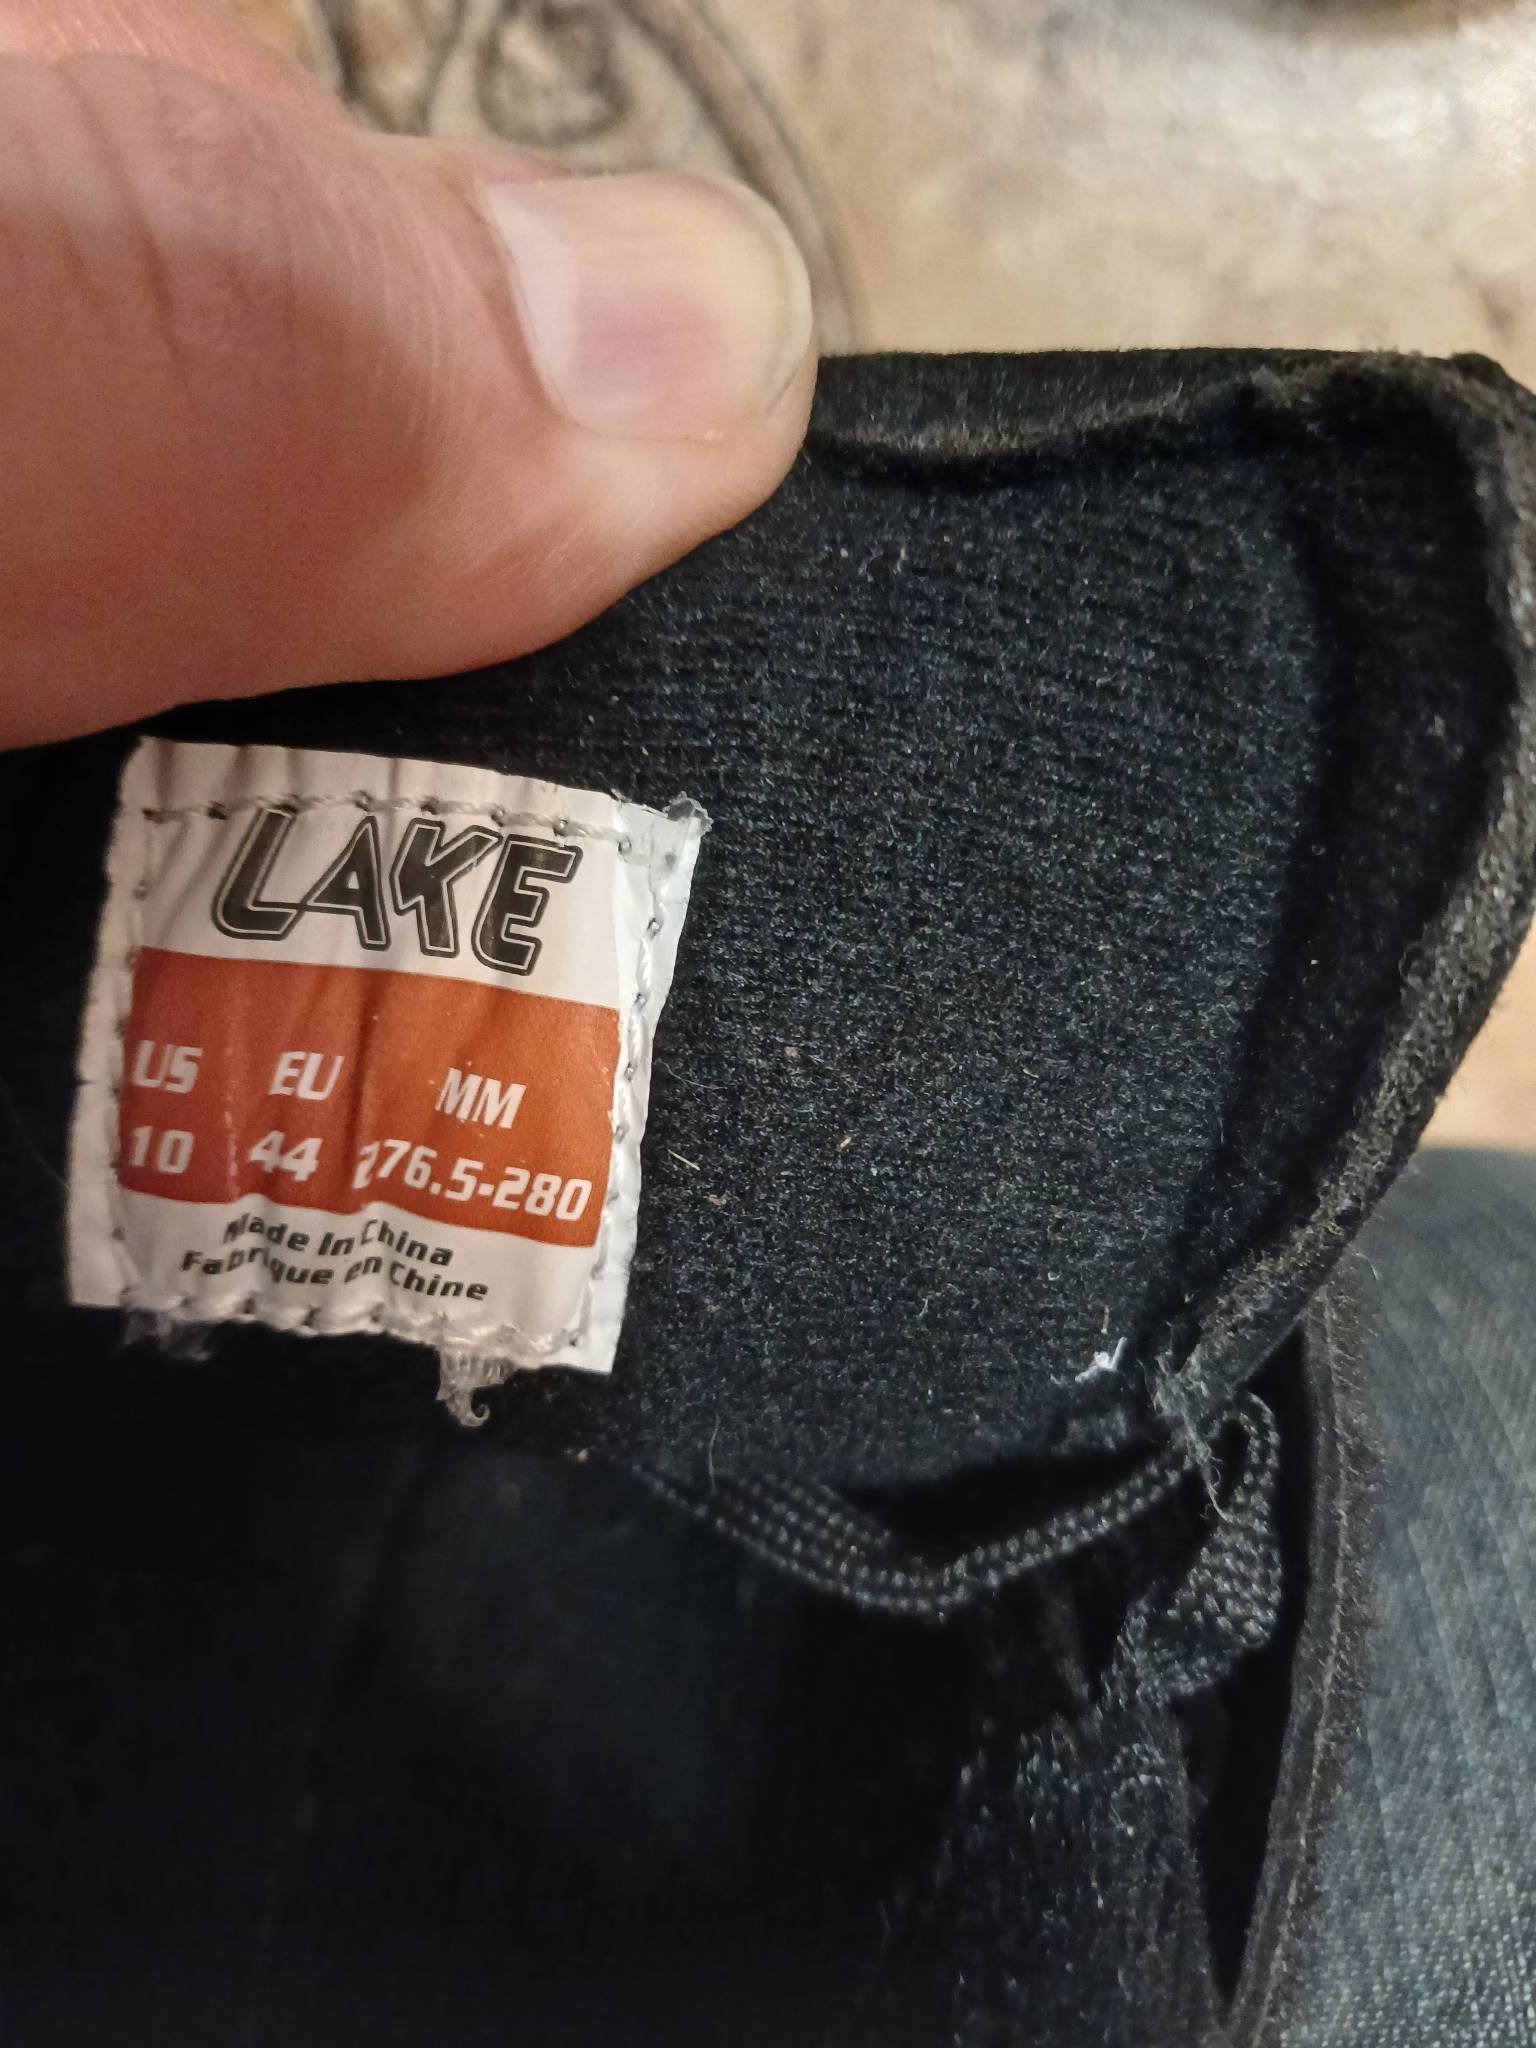 LAKE
US EU MM
10 44 276.5-280
Made In China
Fabrique en Chine